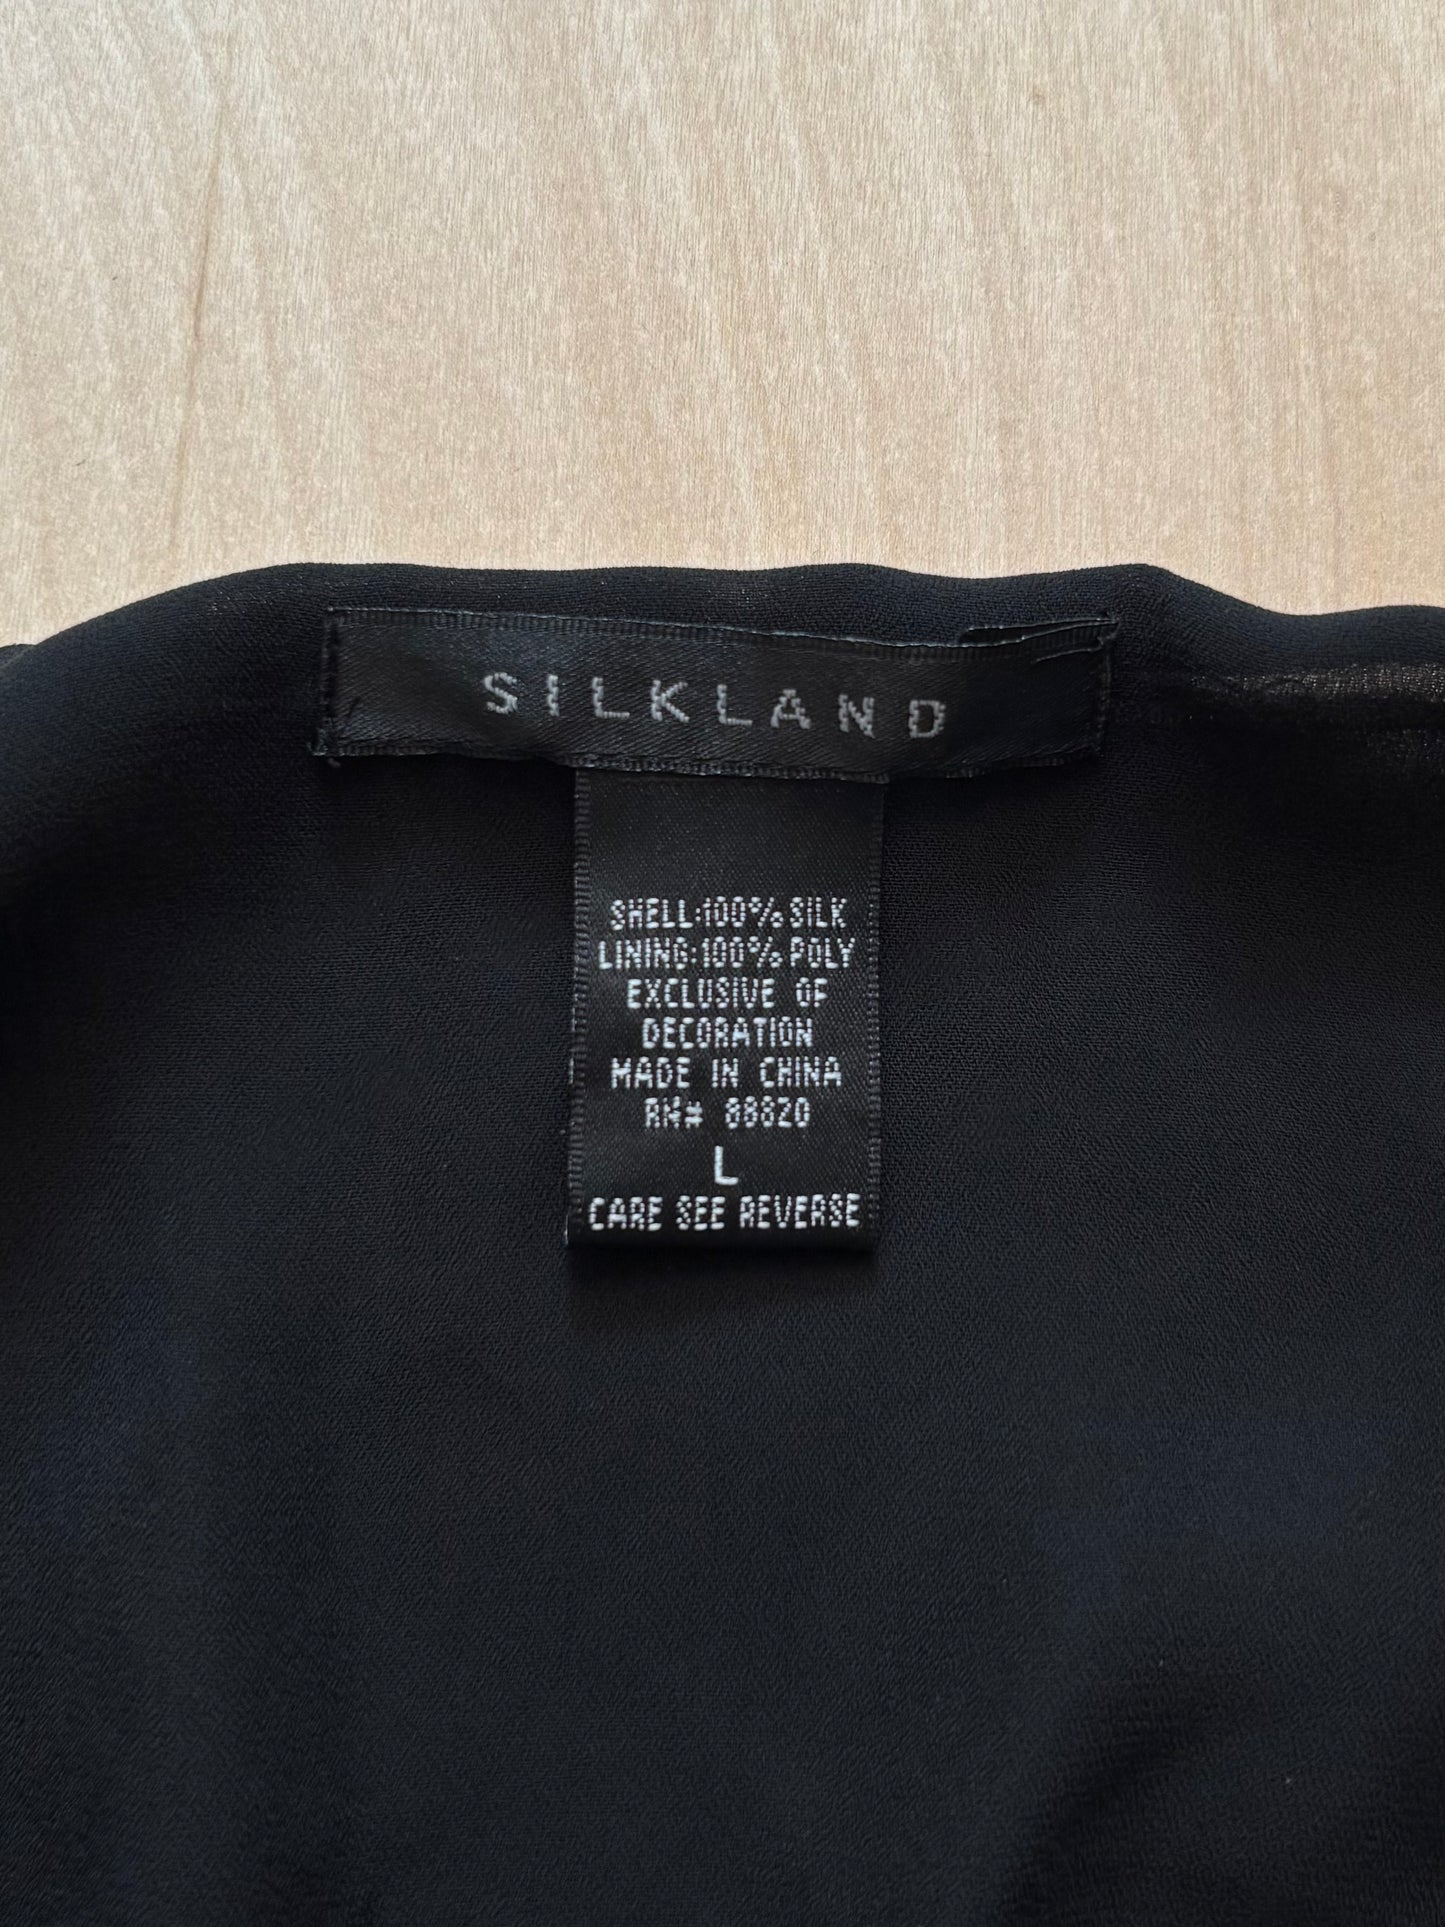 SILKLAND
SHELL:100% SILK
LINING:100% POLY
EXCLUSIVE OF
DECORATION
MADE IN CHINA
RN# 88820
L
CARE SEE REVERSE